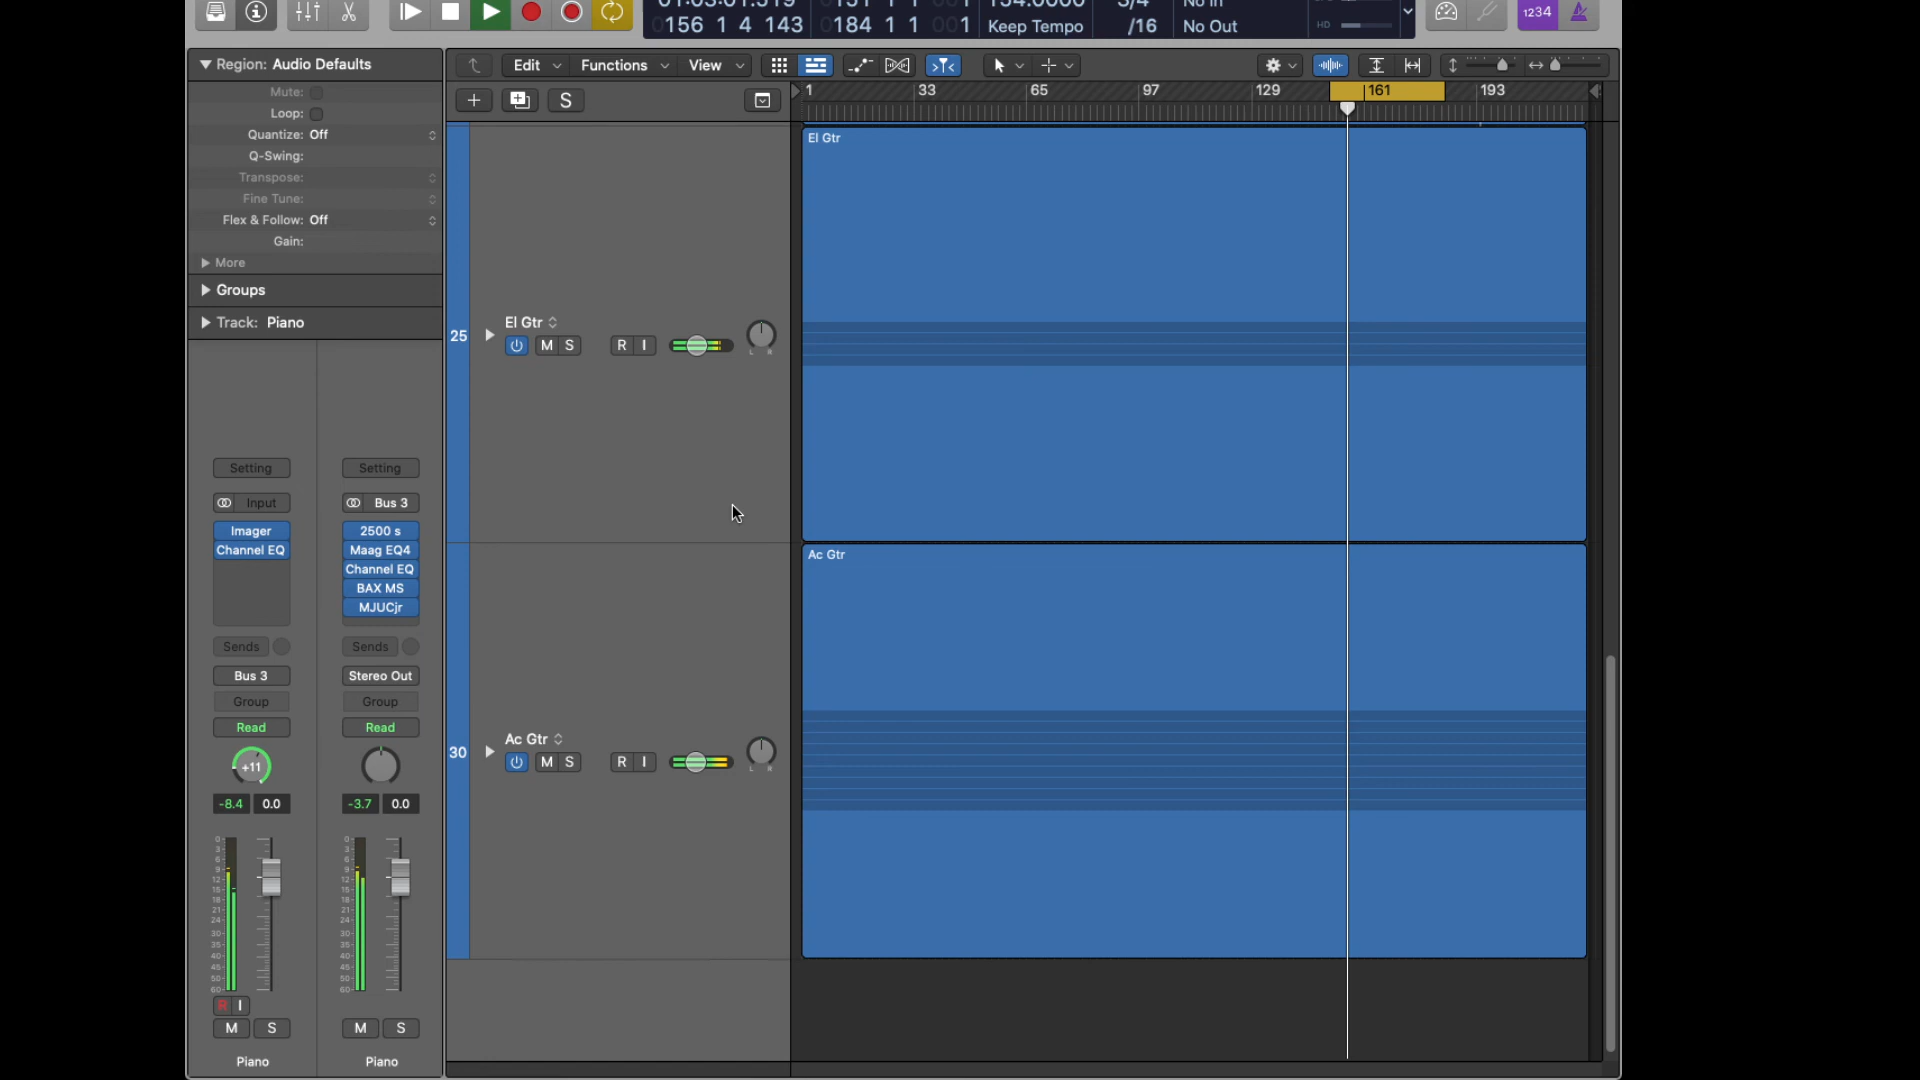 1234
156 1 4 143
184 1 1 001
Keep Tempo
/16
No In
No Out
HD
Region: Audio Defaults
Mute:
Loop:
Quantize: Off
Q-Swing:
Transpose:
Fine Tune:
Flex & Follow: Off
Gain:
More
Groups
Track: Piano
Edit
Functions
View
S
1
33
65
97
129
161
193
El Gtr
25
El Gtr
M S
R I
L R
Ac Gtr
30
Ac Gtr
M S
R I
L R
Setting
Setting
Input
Bus 3
Imager
2500 s
Channel EQ
Maag EQ4
Channel EQ
BAX MS
MJUCjr
Sends
Sends
Bus 3
Stereo Out
Group
Group
Read
Read
+11
-8.4 0.0
-3.7 0.0
R I
M S
M S
Piano
Piano